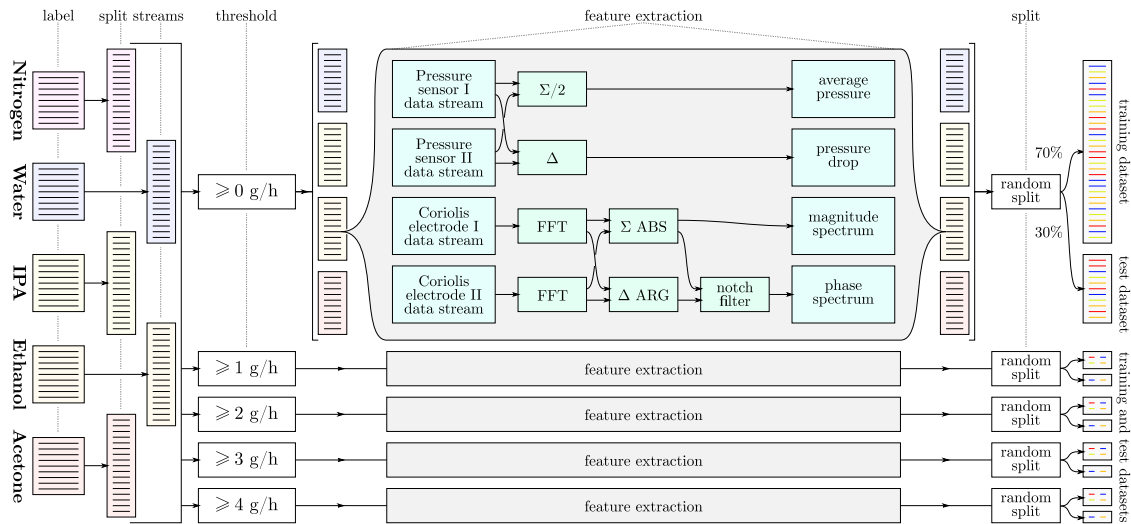 label
split streams
threshold
feature extraction
split
Nitrogen
Water
IPA
Ethanol
Acetone
⩾ 0 g/h
Pressure
sensor I
data stream
Σ/2
average
pressure
Pressure
sensor II
data stream
Δ
pressure
drop
Coriolis
electrode I
data stream
FFT
Σ ABS
magnitude
spectrum
Coriolis
electrode II
data stream
FFT
Δ ARG
notch
filter
phase
spectrum
random
split
70%
30%
training dataset
test dataset
⩾ 1 g/h
feature extraction
random
split
⩾ 2 g/h
feature extraction
random
split
⩾ 3 g/h
feature extraction
random
split
⩾ 4 g/h
feature extraction
random
split
training and
test datasets